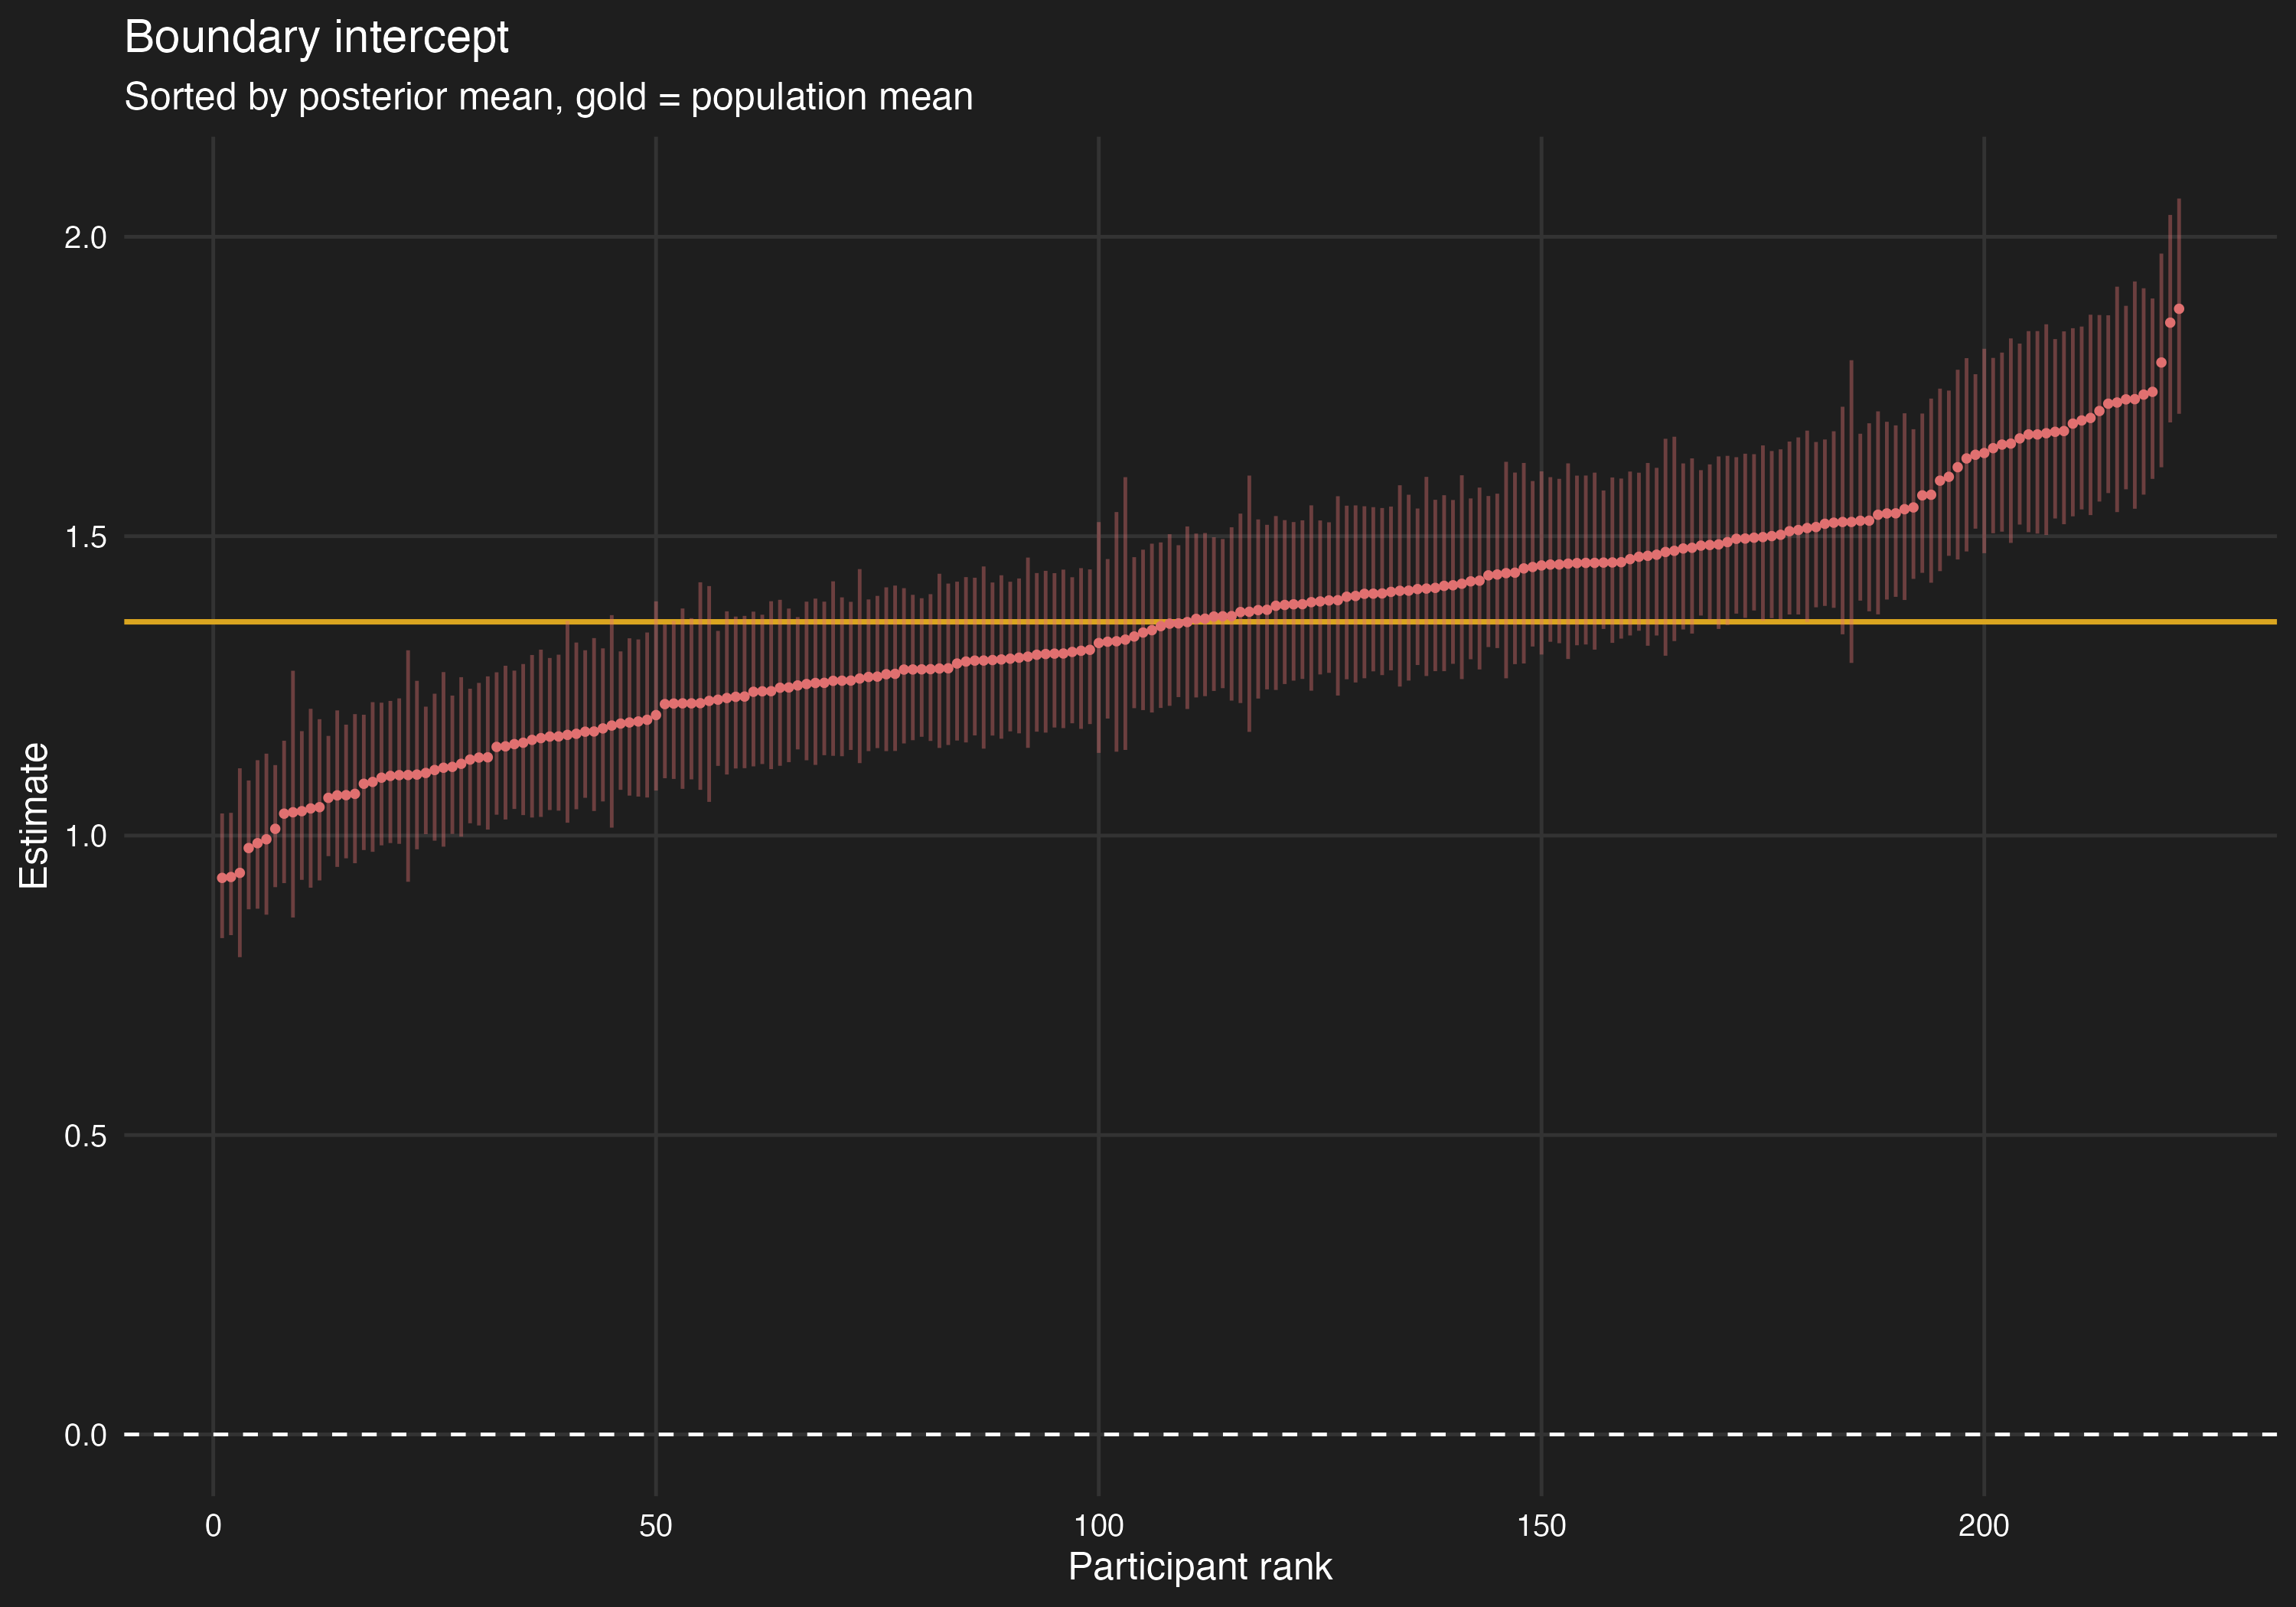 Boundary intercept
Sorted by posterior mean, gold = population mean
Estimate
2.0
1.5
1.0
0.5
0.0
0 50 100 150 200
Participant rank